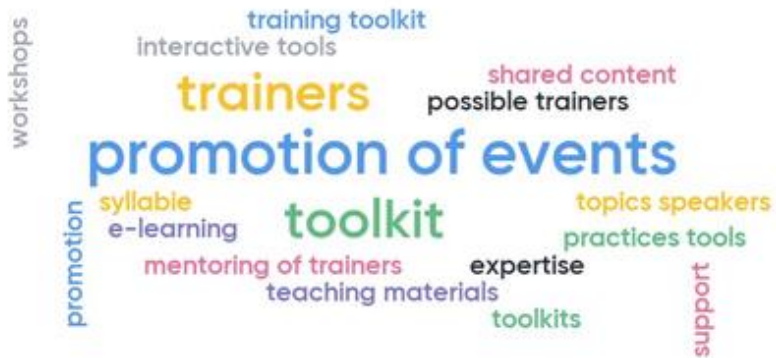 training toolkit
workshops
interactive tools
shared content
trainers
possible trainers
promotion of events
syllable
topics speakers
promotion
toolkit
e-learning
practices tools
mentoring of trainers
expertise
support
teaching materials
toolkits